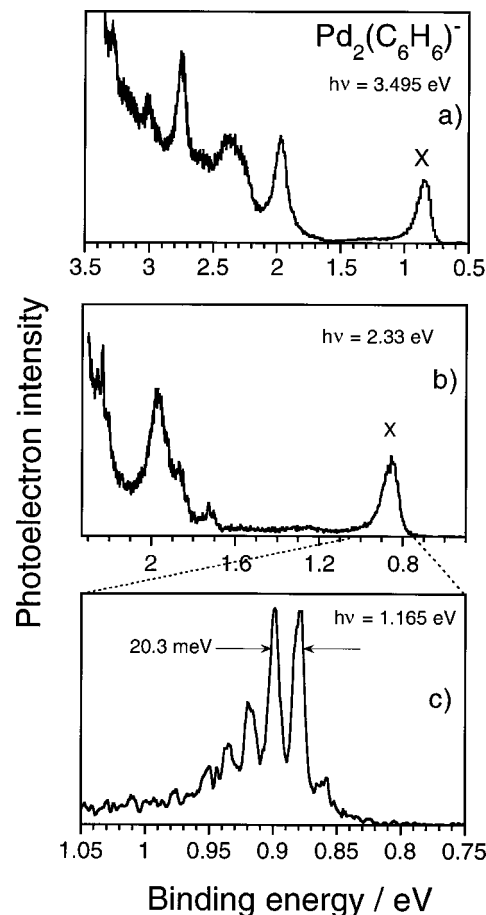 Pd₂(C₆H₆)⁻
hν = 3.495 eV
a)
X
3.5 3 2.5 2 1.5 1 0.5
Photoelectron intensity
hν = 2.33 eV
b)
X
2 1.6 1.2 0.8
hν = 1.165 eV
20.3 meV
c)
1.05 1 0.95 0.9 0.85 0.8 0.75
Binding energy / eV